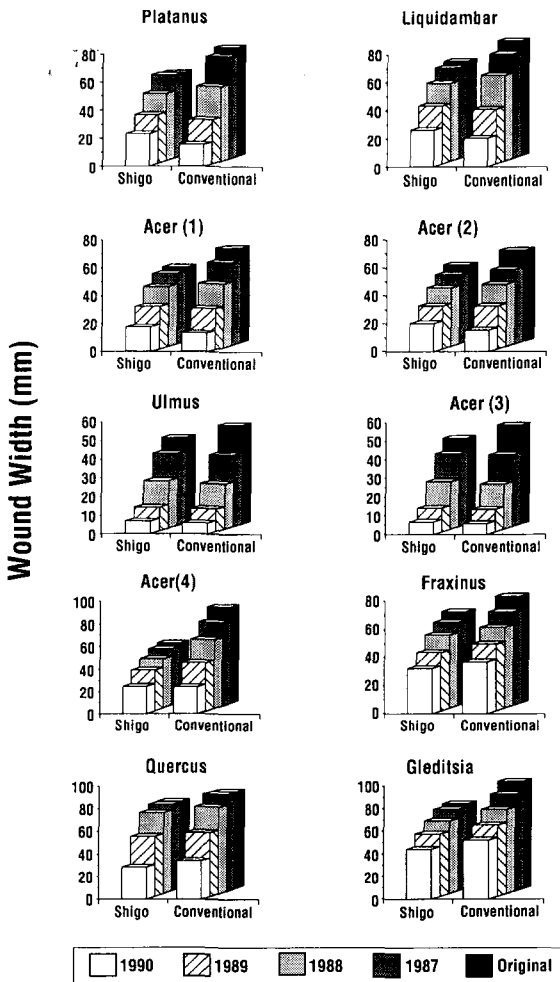 Wound Width (mm)
Platanus
80
60
40
20
0
Shigo Conventional
Liquidambar
80
60
40
20
0
Shigo Conventional
Acer (1)
80
60
40
20
0
Shigo Conventional
Acer (2)
80
60
40
20
0
Shigo Conventional
Ulmus
60
50
40
30
20
10
0
Shigo Conventional
Acer (3)
60
50
40
30
20
10
0
Shigo Conventional
Acer(4)
100
80
60
40
20
0
Shigo Conventional
Fraxinus
80
60
40
20
0
Shigo Conventional
Quercus
100
80
60
40
20
0
Shigo Conventional
Gleditsia
100
80
60
40
20
0
Shigo Conventional
1990 1989 1988 1987 Original